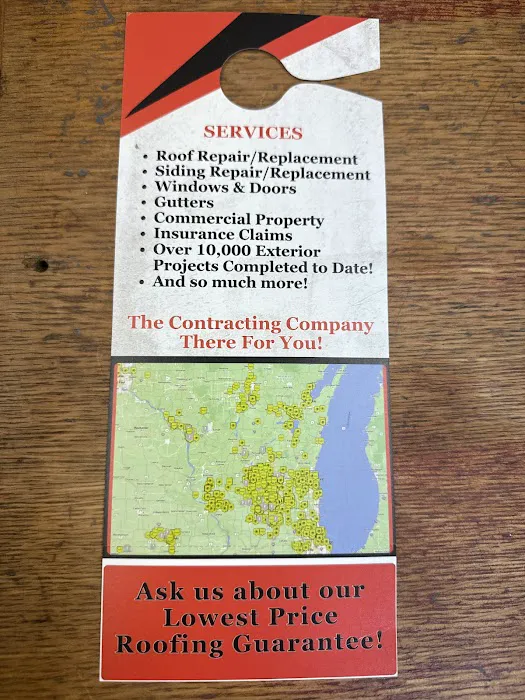 SERVICES
• Roof Repair/Replacement
• Siding Repair/Replacement
• Windows & Doors
• Gutters
• Commercial Property
• Insurance Claims
• Over 10,000 Exterior
Projects Completed to Date!
• And so much more!
The Contracting Company
There For You!
Ask us about our
Lowest Price
Roofing Guarantee!